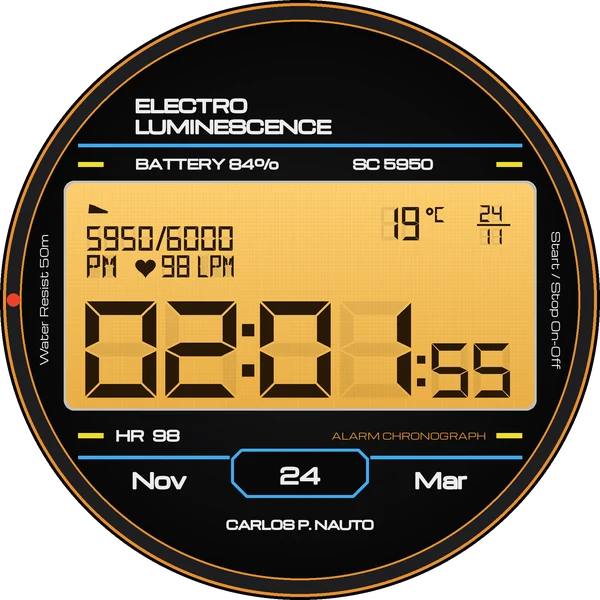 ELECTRO
LUMINESCENCE
BATTERY 84% SC 5950
19 °C 24
11
5950/6000
PM 98 LPM
02:01:55
Water Resist 50m
Start / Stop On-Off
HR 98 ALARM CHRONOGRAPH
Nov 24 Mar
CARLOS P. NAUTO